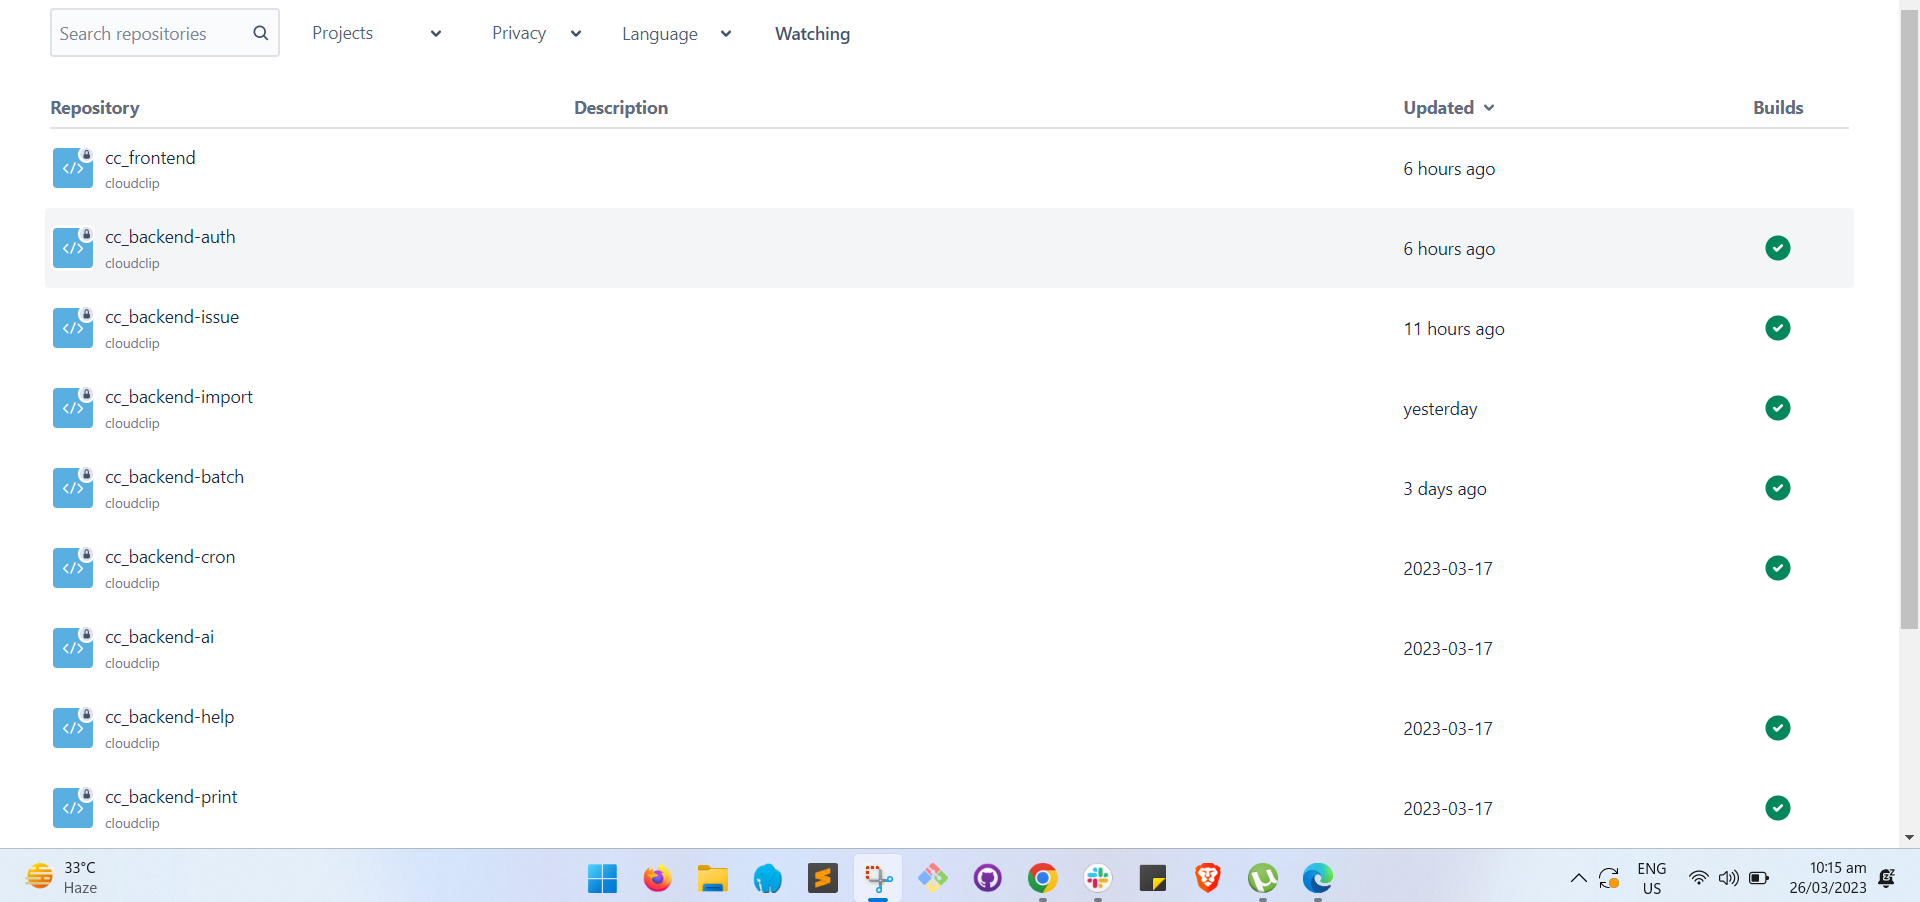 Search repositories Projects Privacy Language Watching
Repository Description Updated Builds
cc_frontend
cloudclip
6 hours ago
cc_backend-auth
cloudclip
6 hours ago
cc_backend-issue
cloudclip
11 hours ago
cc_backend-import
cloudclip
yesterday
cc_backend-batch
cloudclip
3 days ago
cc_backend-cron
cloudclip
2023-03-17
cc_backend-ai
cloudclip
2023-03-17
cc_backend-help
cloudclip
2023-03-17
cc_backend-print
cloudclip
2023-03-17
33°C
Haze
ENG
US
10:15 am
26/03/2023